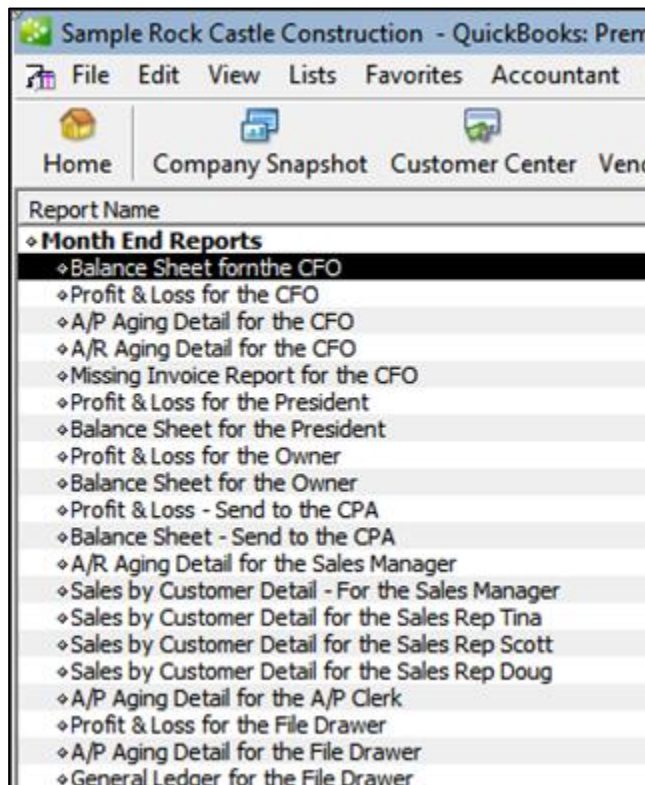 Sample Rock Castle Construction - QuickBooks: Prem
File Edit View Lists Favorites Accountant
Home Company Snapshot Customer Center Vend
Report Name
Month End Reports
Balance Sheet fornthe CFO
Profit & Loss for the CFO
A/P Aging Detail for the CFO
A/R Aging Detail for the CFO
Missing Invoice Report for the CFO
Profit & Loss for the President
Balance Sheet for the President
Profit & Loss for the Owner
Balance Sheet for the Owner
Profit & Loss - Send to the CPA
Balance Sheet - Send to the CPA
A/R Aging Detail for the Sales Manager
Sales by Customer Detail - For the Sales Manager
Sales by Customer Detail for the Sales Rep Tina
Sales by Customer Detail for the Sales Rep Scott
Sales by Customer Detail for the Sales Rep Doug
A/P Aging Detail for the A/P Clerk
Profit & Loss for the File Drawer
A/P Aging Detail for the File Drawer
General Ledger for the File Drawer